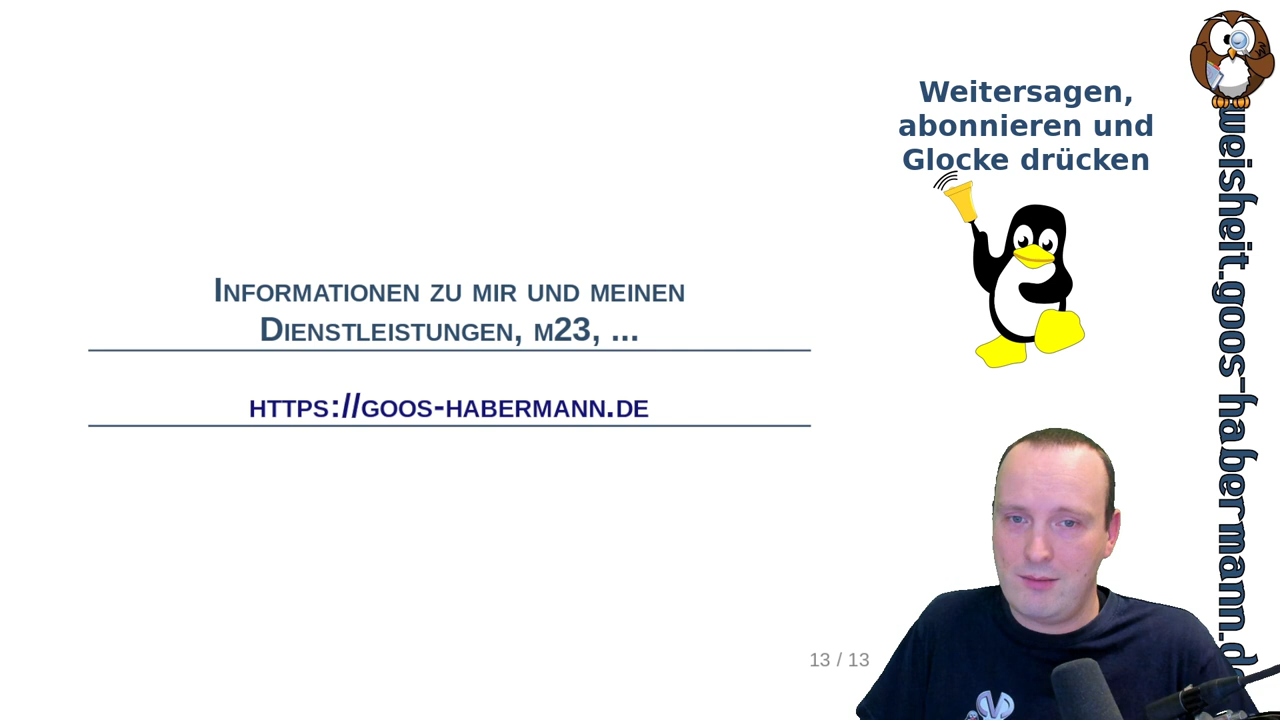 Weitersagen,
abonnieren und
Glocke drücken
Informationen zu mir und meinen
Dienstleistungen, m23, ...
https://goos-habermann.de
13 / 13
weisheit.goos-habermann.de